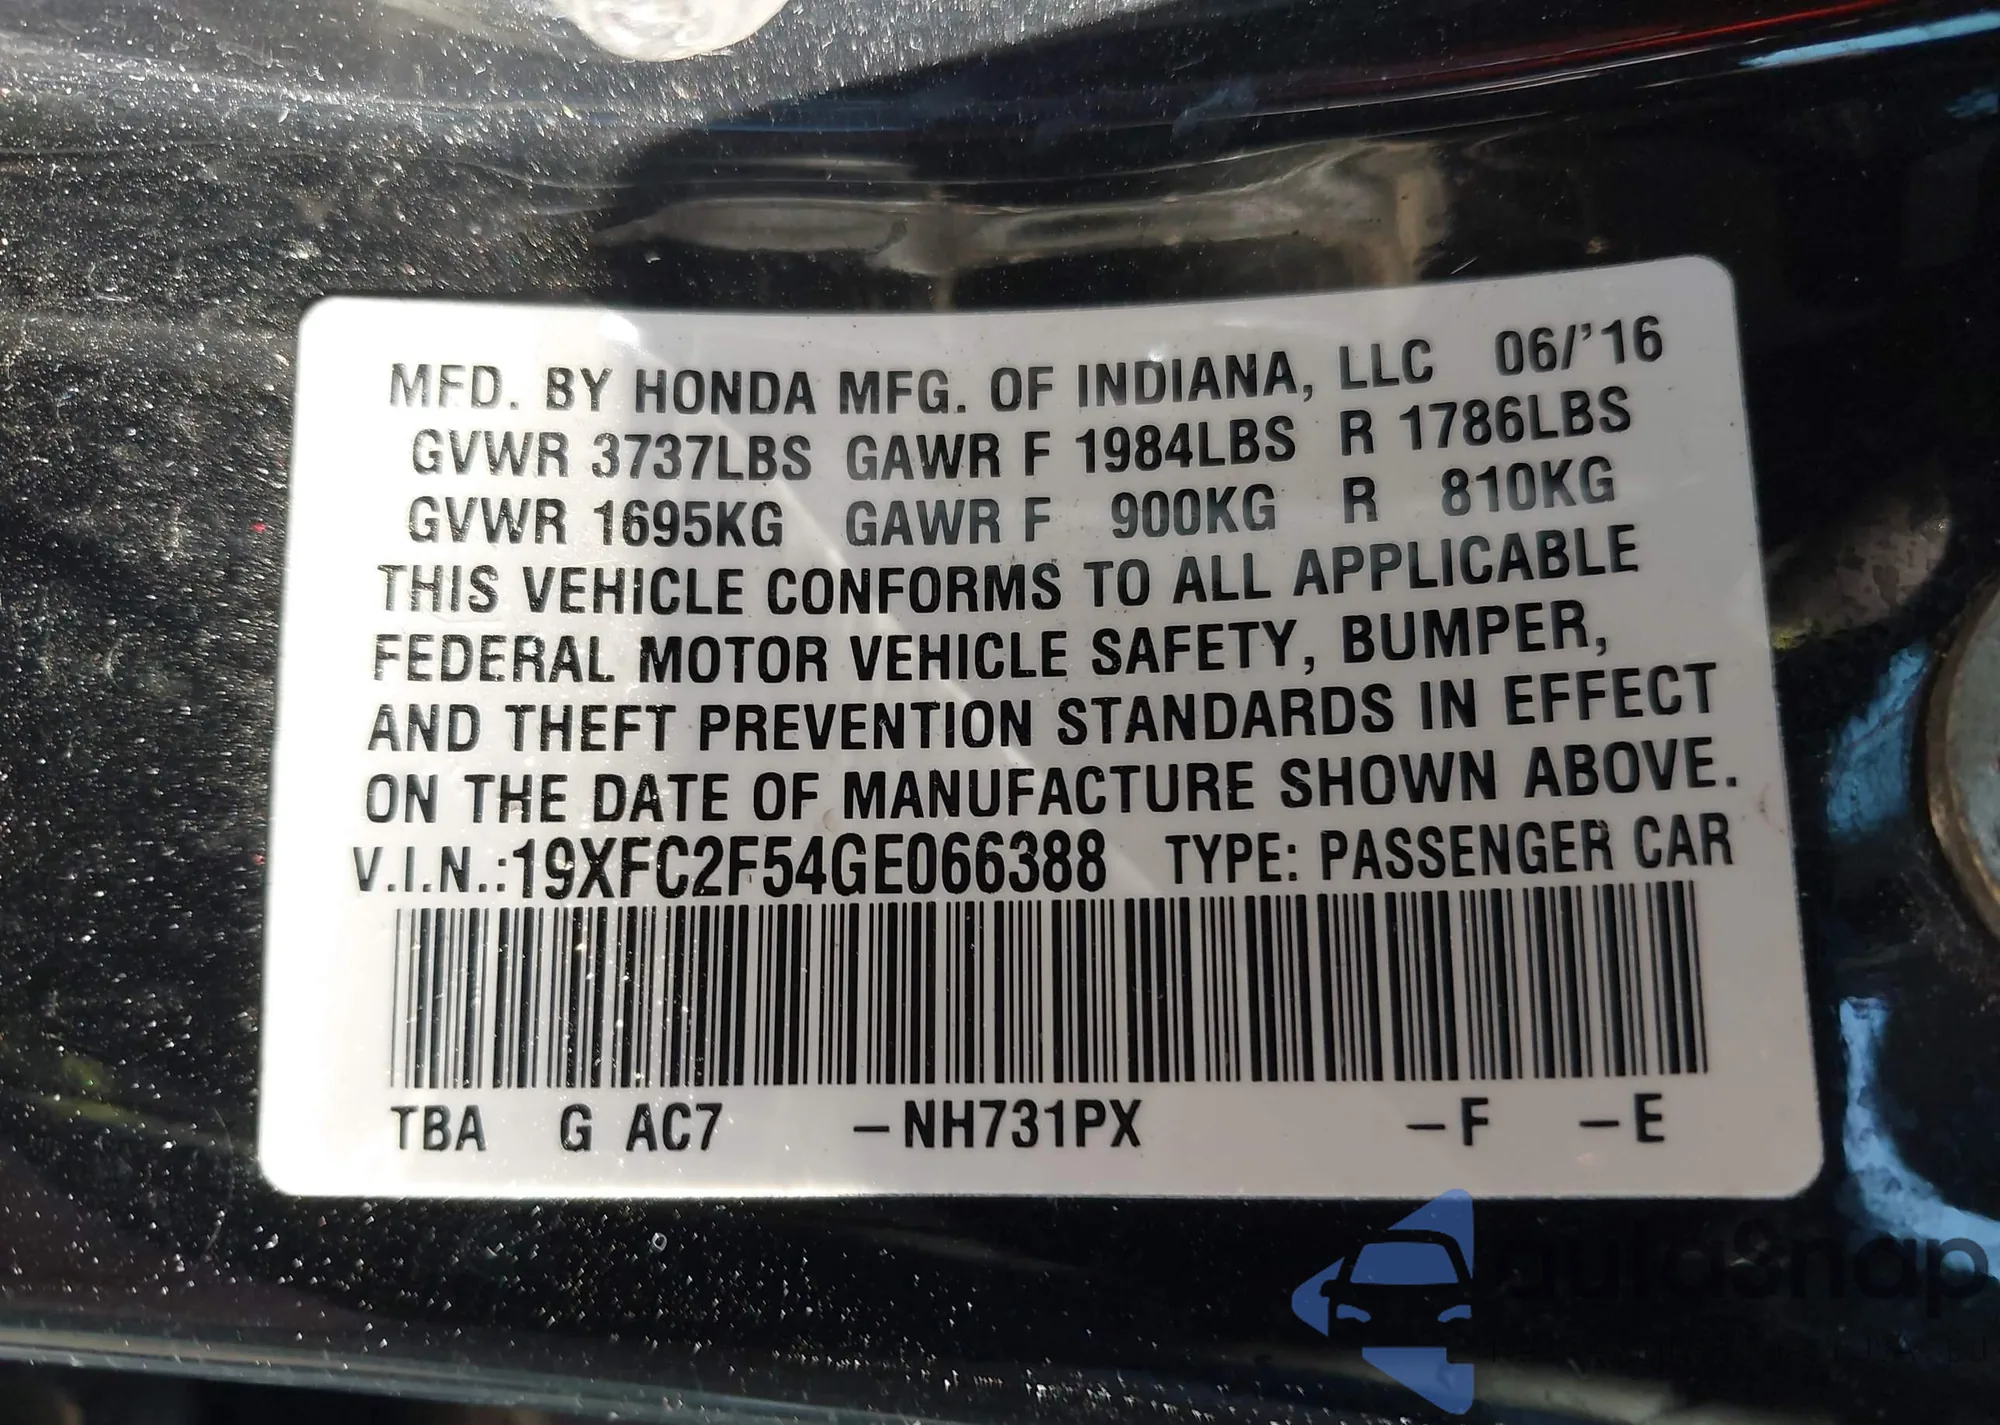 MFD. BY HONDA MFG. OF INDIANA, LLC 06/'16
GVWR 3737LBS GAWR F 1984LBS R 1786LBS
GVWR 1695KG GAWR F 900KG R 810KG
THIS VEHICLE CONFORMS TO ALL APPLICABLE
FEDERAL MOTOR VEHICLE SAFETY, BUMPER,
AND THEFT PREVENTION STANDARDS IN EFFECT
ON THE DATE OF MANUFACTURE SHOWN ABOVE.
V.I.N.:19XFC2F54GE066388 TYPE: PASSENGER CAR
TBA G AC7 –NH731PX –F –E